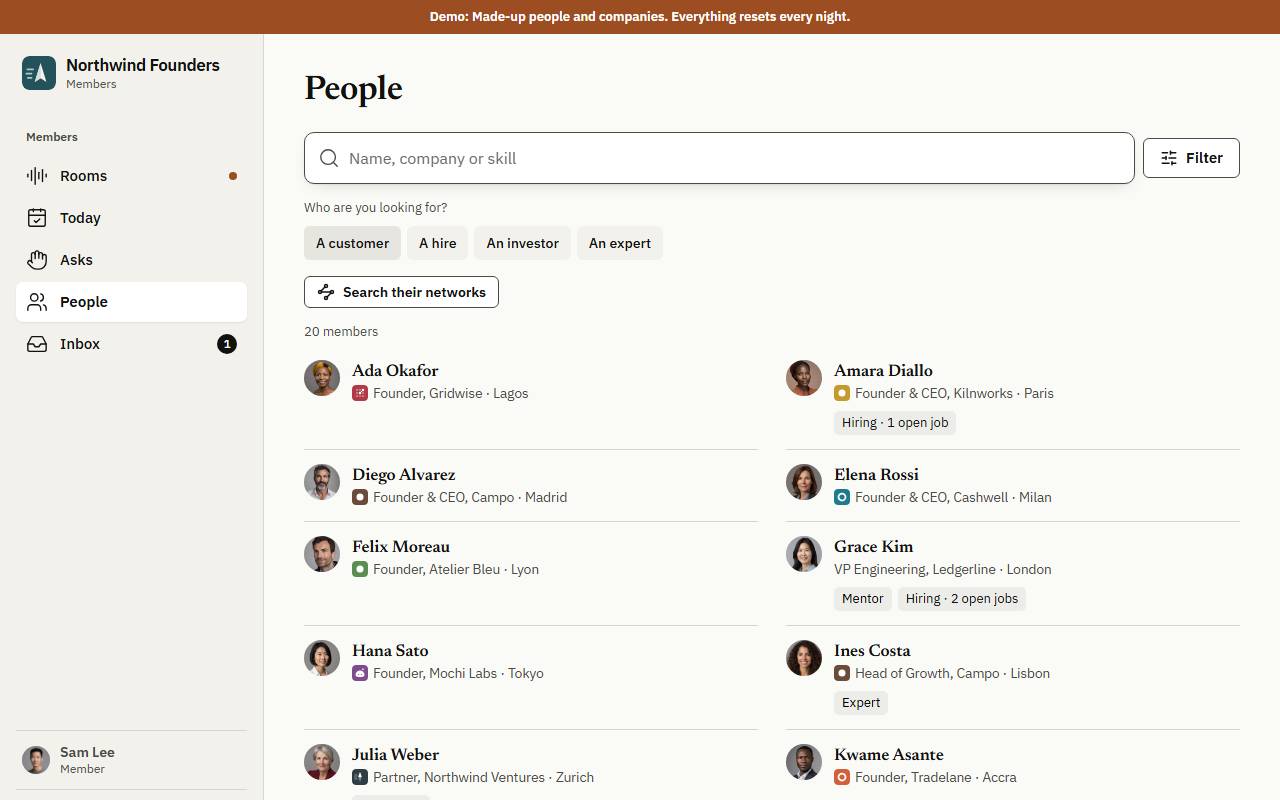 Demo: Made-up people and companies. Everything resets every night.
Northwind Founders
Members
Members
Rooms
Today
Asks
People
Inbox
1
Sam Lee
Member
People
Name, company or skill
Filter
Who are you looking for?
A customer
A hire
An investor
An expert
Search their networks
20 members
Ada Okafor
Founder, Gridwise · Lagos
Amara Diallo
Founder & CEO, Kilnworks · Paris
Hiring · 1 open job
Diego Alvarez
Founder & CEO, Campo · Madrid
Elena Rossi
Founder & CEO, Cashwell · Milan
Felix Moreau
Founder, Atelier Bleu · Lyon
Grace Kim
VP Engineering, Ledgerline · London
Mentor
Hiring · 2 open jobs
Hana Sato
Founder, Mochi Labs · Tokyo
Ines Costa
Head of Growth, Campo · Lisbon
Expert
Julia Weber
Partner, Northwind Ventures · Zurich
Kwame Asante
Founder, Tradelane · Accra